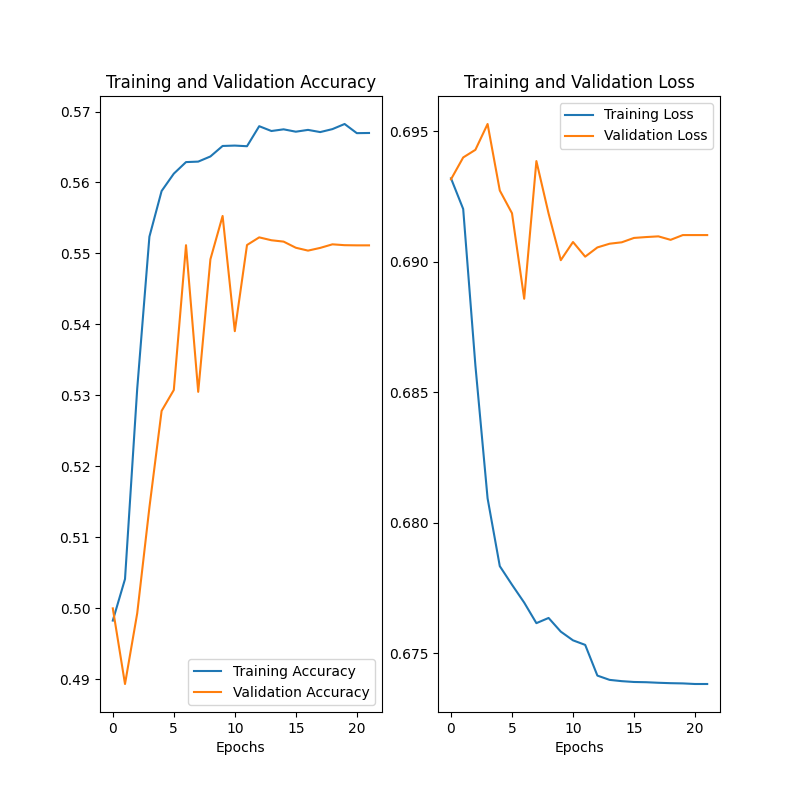 Training and Validation Accuracy
0.57
0.56
0.55
0.54
0.53
0.52
0.51
0.50
0.49
Training Accuracy
Validation Accuracy
0 5 10 15 20
Epochs
Training and Validation Loss
Training Loss
Validation Loss
0.695
0.690
0.685
0.680
0.675
0 5 10 15 20
Epochs